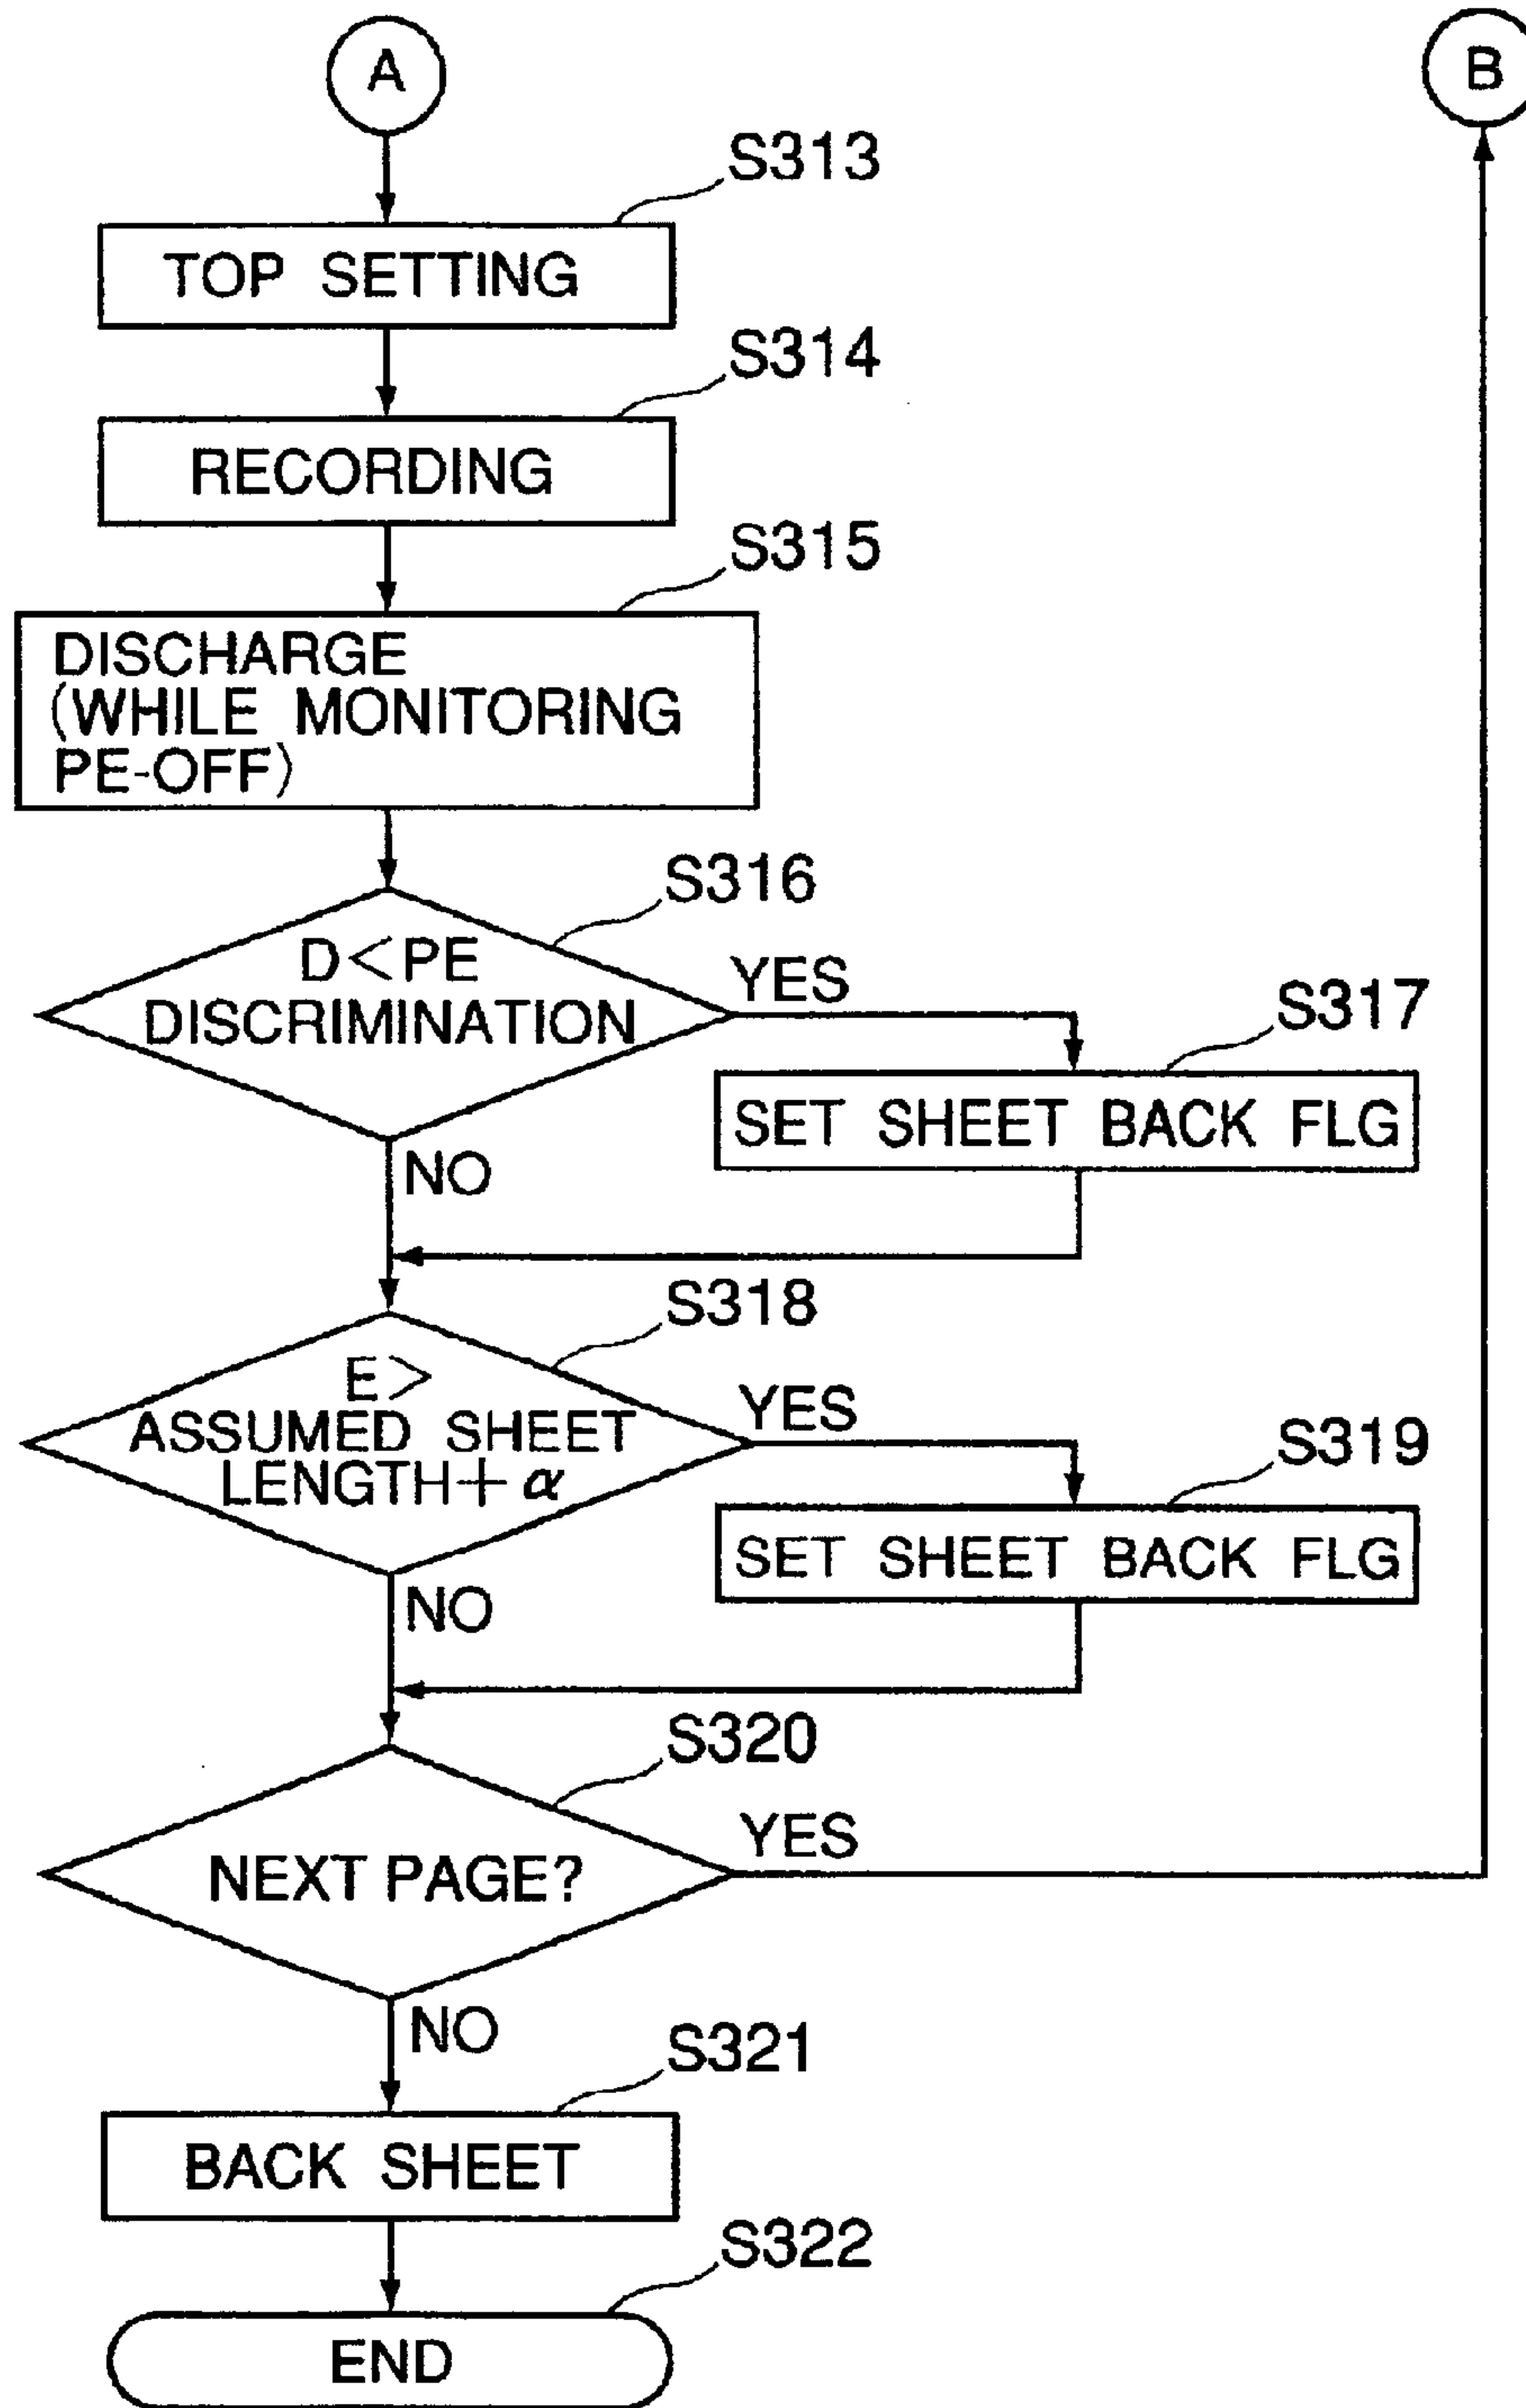 A
B
S313
TOP SETTING
S314
RECORDING
S315
DISCHARGE
(WHILE MONITORING
PE-OFF)
S316
D<PE
DISCRIMINATION
YES
S317
SET SHEET BACK FLG
NO
S318
E>
ASSUMED SHEET
LENGTH+α
YES
S319
SET SHEET BACK FLG
NO
S320
NEXT PAGE?
YES
NO
S321
BACK SHEET
S322
END